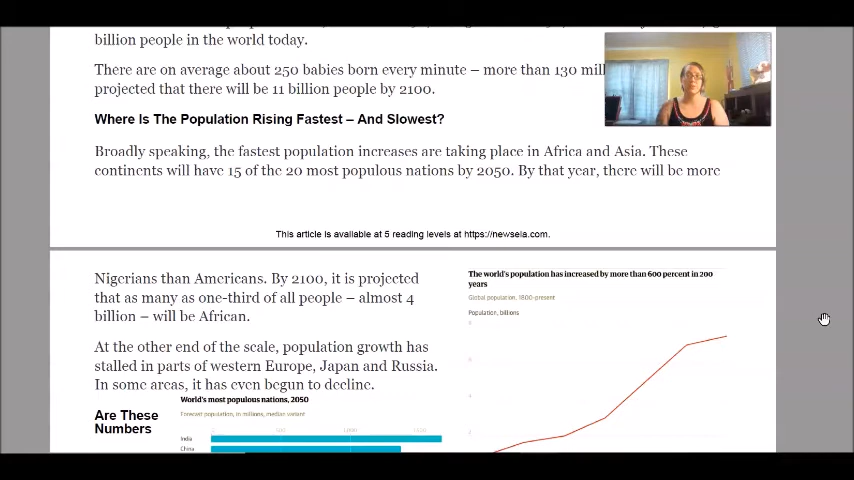 billion people in the world today.
There are on average about 250 babies born every minute – more than 130 mill
projected that there will be 11 billion people by 2100.
Where Is The Population Rising Fastest – And Slowest?
Broadly speaking, the fastest population increases are taking place in Africa and Asia. These
continents will have 15 of the 20 most populous nations by 2050. By that year, there will be more
This article is available at 5 reading levels at https://newsela.com.
Nigerians than Americans. By 2100, it is projected
that as many as one-third of all people – almost 4
billion – will be African.
At the other end of the scale, population growth has
stalled in parts of western Europe, Japan and Russia.
In some areas, it has even begun to decline.
Are These
Numbers
World's most populous nations, 2050
Forecast population, in millions, median variant
India
China
The world's population has increased by more than 600 percent in 200
years
Global population, 1800-present
Population, billions